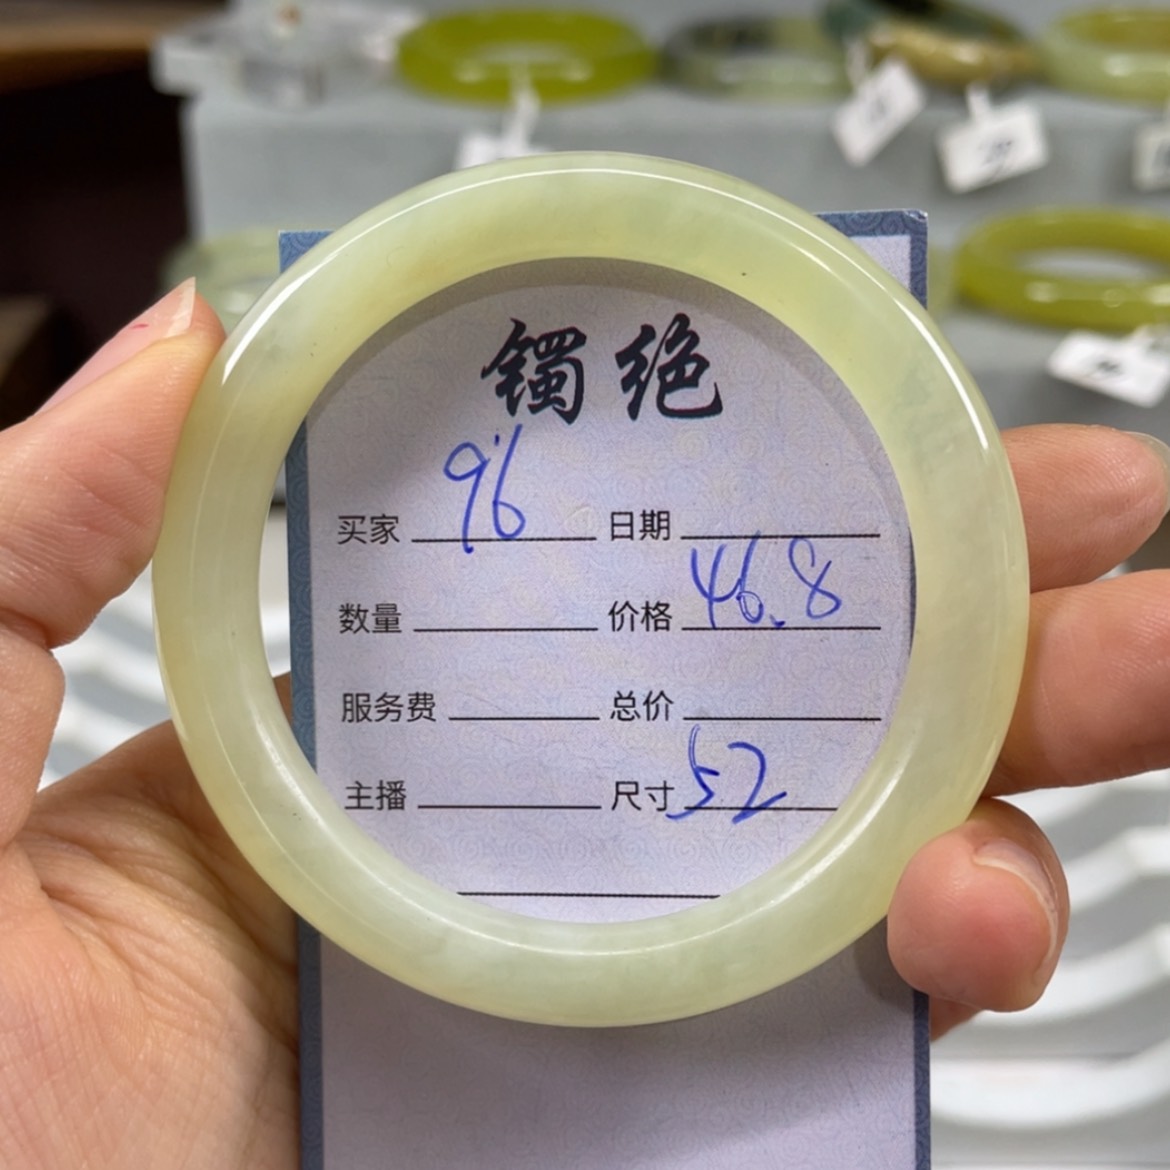 镯绝
买家 96 日期
数量 价格 46.8
服务费 总价
主播 尺寸 52